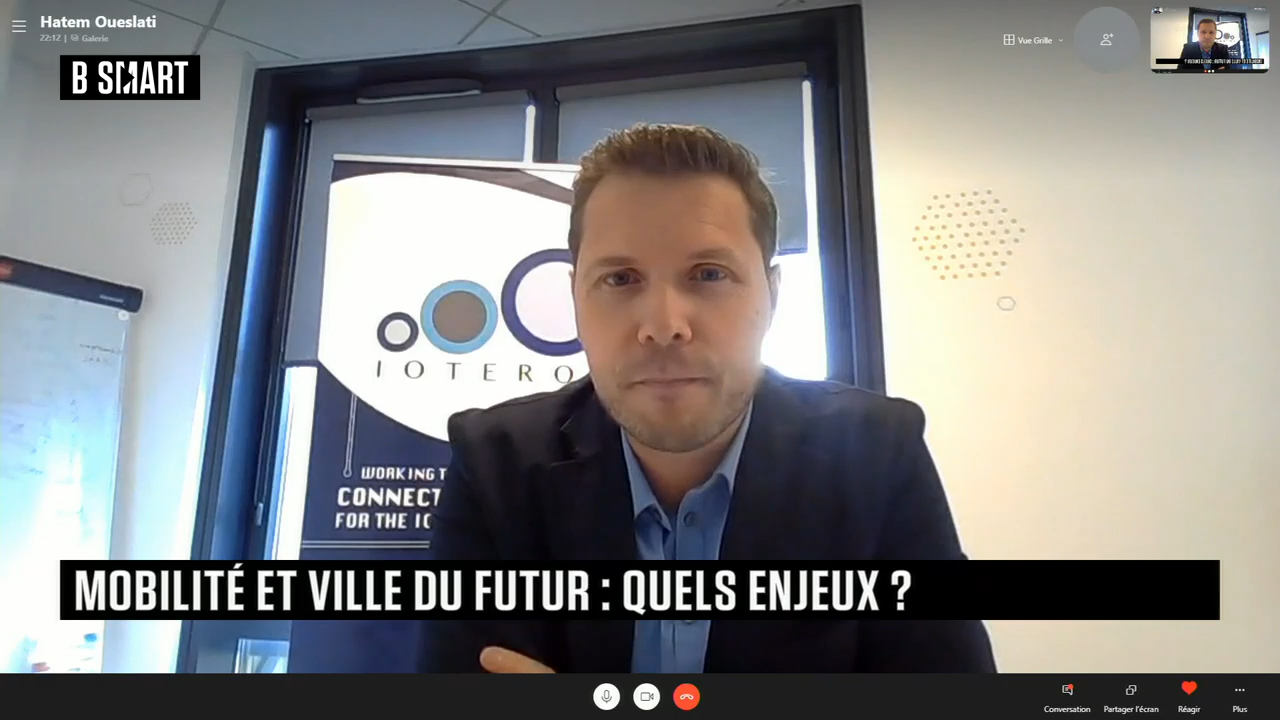 Hatem Oueslati
22:12 | Galerie
Vue Grille
B SMART
IOTERO
WORKING T
CONNECT
FOR THE IO
MOBILITÉ ET VILLE DU FUTUR : QUELS ENJEUX ?
Conversation
Partager l'écran
Réagir
Plus